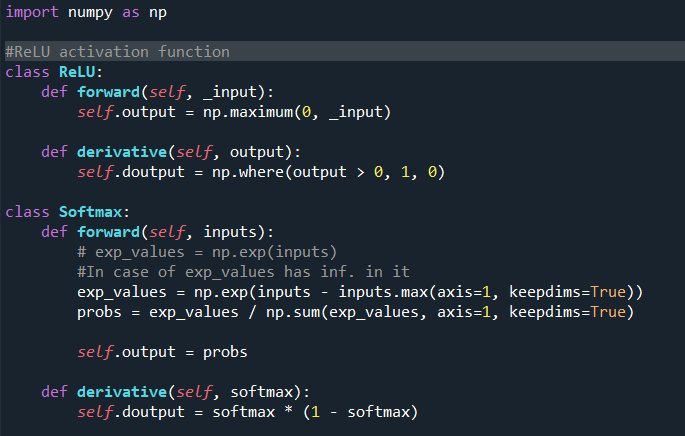 import numpy as np
#ReLU activation function
class ReLU:
    def forward(self, _input):
        self.output = np.maximum(0, _input)
    def derivative(self, output):
        self.doutput = np.where(output > 0, 1, 0)
class Softmax:
    def forward(self, inputs):
        # exp_values = np.exp(inputs)
        #In case of exp_values has inf. in it
        exp_values = np.exp(inputs - inputs.max(axis=1, keepdims=True))
        probs = exp_values / np.sum(exp_values, axis=1, keepdims=True)
        self.output = probs
    def derivative(self, softmax):
        self.doutput = softmax * (1 - softmax)